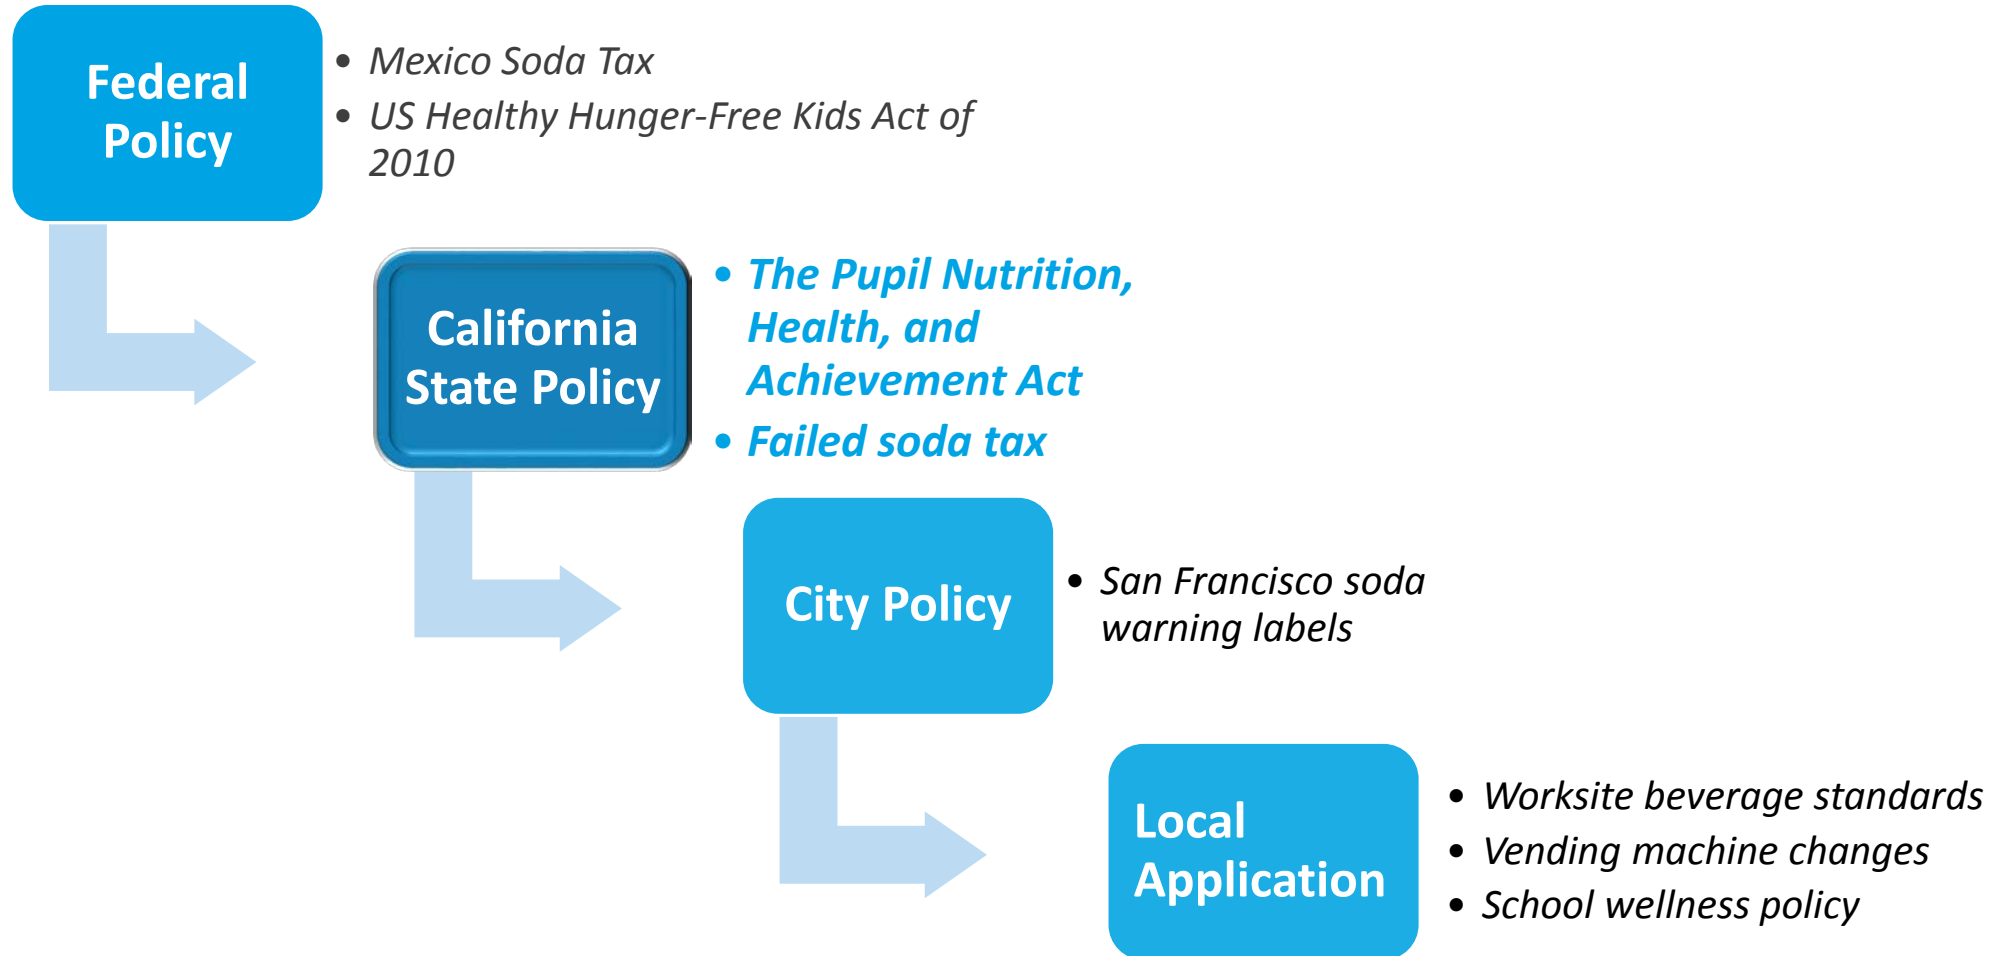 Federal
Policy
• Mexico Soda Tax
• US Healthy Hunger-Free Kids Act of
2010
California
State Policy
• The Pupil Nutrition,
Health, and
Achievement Act
• Failed soda tax
City Policy
• San Francisco soda
warning labels
Local
Application
• Worksite beverage standards
• Vending machine changes
• School wellness policy